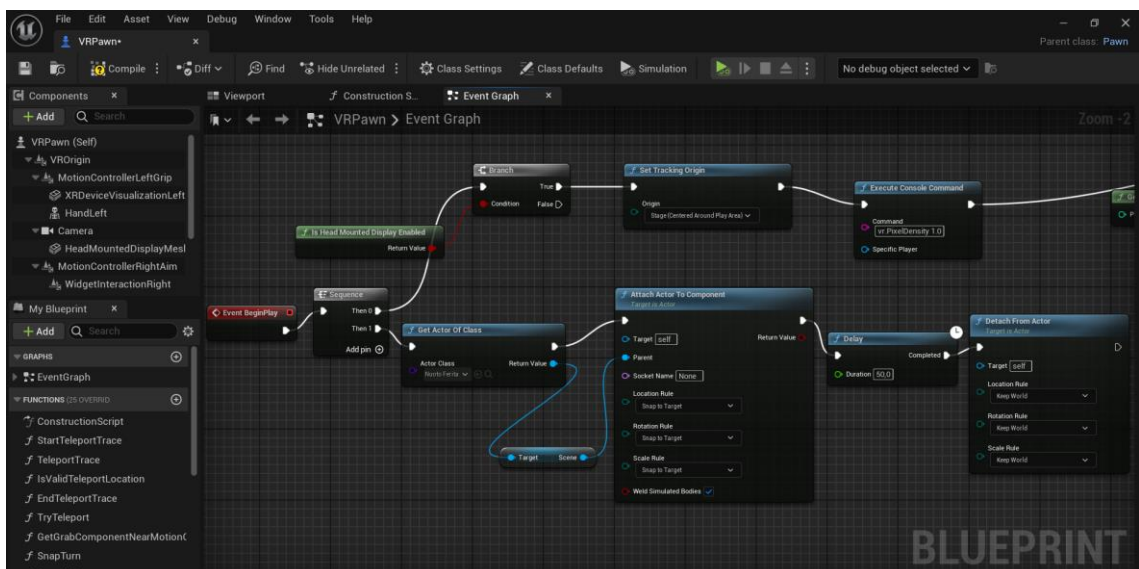 File Edit Asset View Debug Window Tools Help
VRPawn•
Parent class: Pawn
Compile Diff Find Hide Unrelated Class Settings Class Defaults Simulation No debug object selected
Components
Add Search
VRPawn (Self)
VROrigin
MotionControllerLeftGrip
XRDeviceVisualizationLeft
HandLeft
Camera
HeadMountedDisplayMesl
MotionControllerRightAim
WidgetInteractionRight
My Blueprint
Add Search
GRAPHS
EventGraph
FUNCTIONS (25 OVERRID
ConstructionScript
StartTeleportTrace
TeleportTrace
IsValidTeleportLocation
EndTeleportTrace
TryTeleport
GetGrabComponentNearMotion(
SnapTurn
Viewport Construction S... Event Graph
VRPawn > Event Graph
Zoom -2
Branch
True
Condition False
Is Head Mounted Display Enabled
Return Value
Set Tracking Origin
Origin
Stage (Centered Around Play Area)
Execute Console Command
Command
vr.PixelDensity 1.0
Specific Player
Event BeginPlay
Sequence
Then 0
Then 1
Add pin
Get Actor Of Class
Actor Class Return Value
Target Scene
Attach Actor To Component
Target is Actor
Target self Return Value
Parent
Socket Name None
Location Rule
Snap to Target
Rotation Rule
Snap to Target
Scale Rule
Snap to Target
Weld Simulated Bodies
Delay
Completed
Duration 50,0
Detach From Actor
Target is Actor
Target self
Location Rule
Keep World
Rotation Rule
Keep World
Scale Rule
Keep World
BLUEPRINT